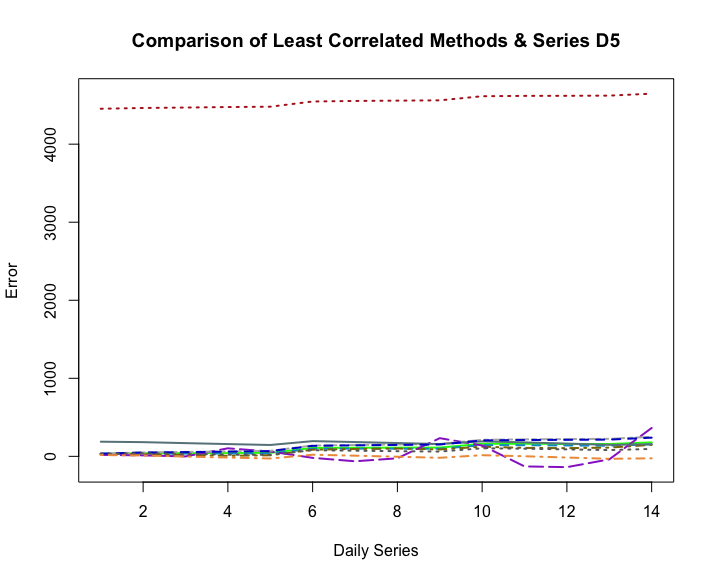 Comparison of Least Correlated Methods & Series D5
4000
3000
2000
1000
0
Error
2 4 6 8 10 12 14
Daily Series